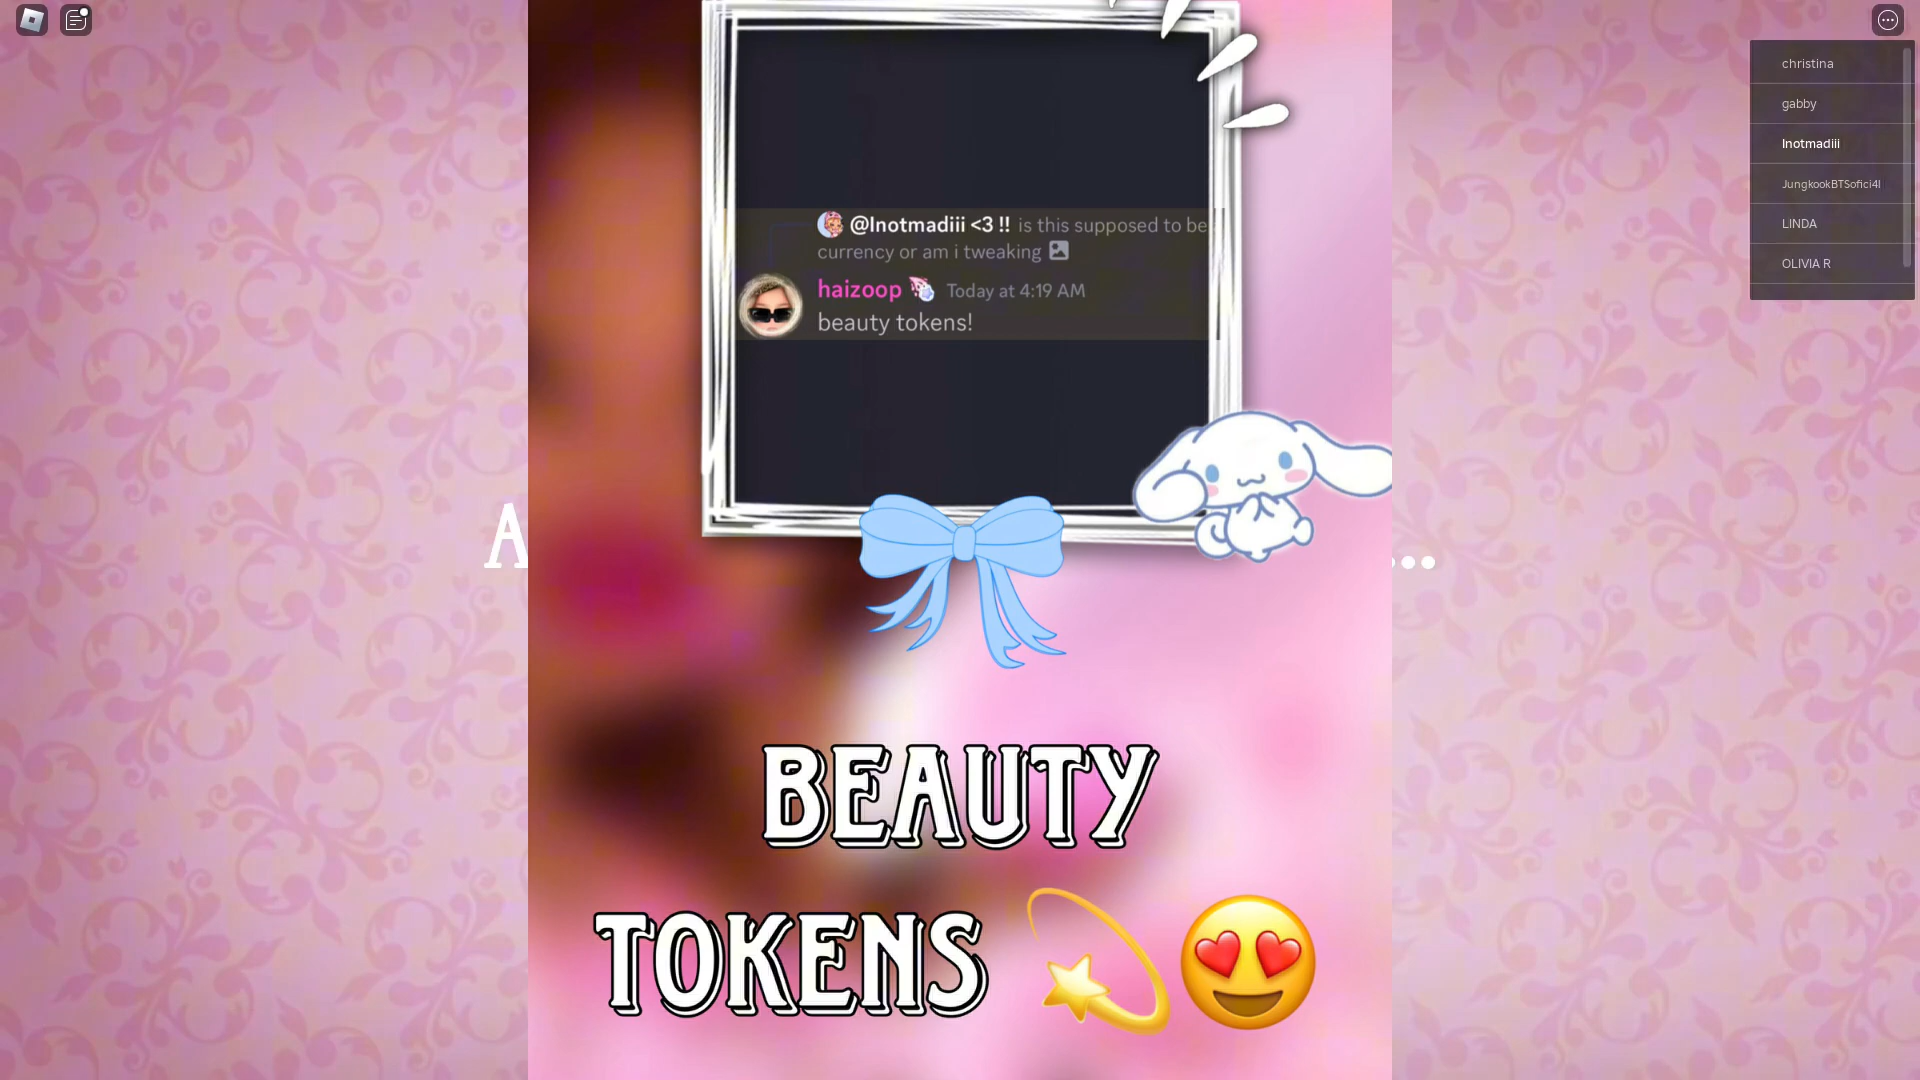 christina
gabby
Inotmadiii
JungkookBTSofici4l
LINDA
OLIVIA R
@Inotmadiii <3 !! is this supposed to be
currency or am i tweaking
haizoop Today at 4:19 AM
beauty tokens!
A
...
BEAUTY
TOKENS